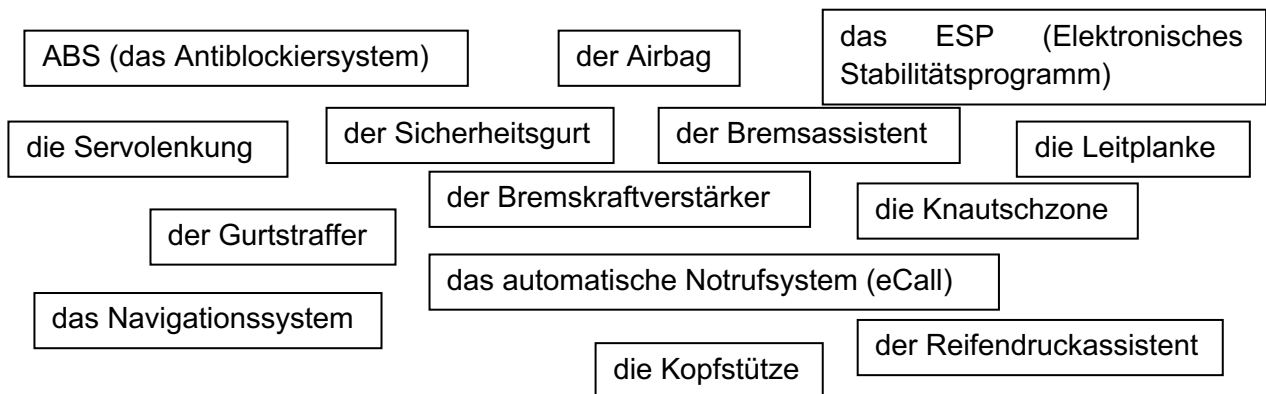 ABS (das Antiblockiersystem)
der Airbag
das ESP (Elektronisches
Stabilitätsprogramm)
die Servolenkung
der Sicherheitsgurt
der Bremsassistent
die Leitplanke
der Bremskraftverstärker
die Knautschzone
der Gurtstraffer
das automatische Notrufsystem (eCall)
das Navigationssystem
der Reifendruckassistent
die Kopfstütze